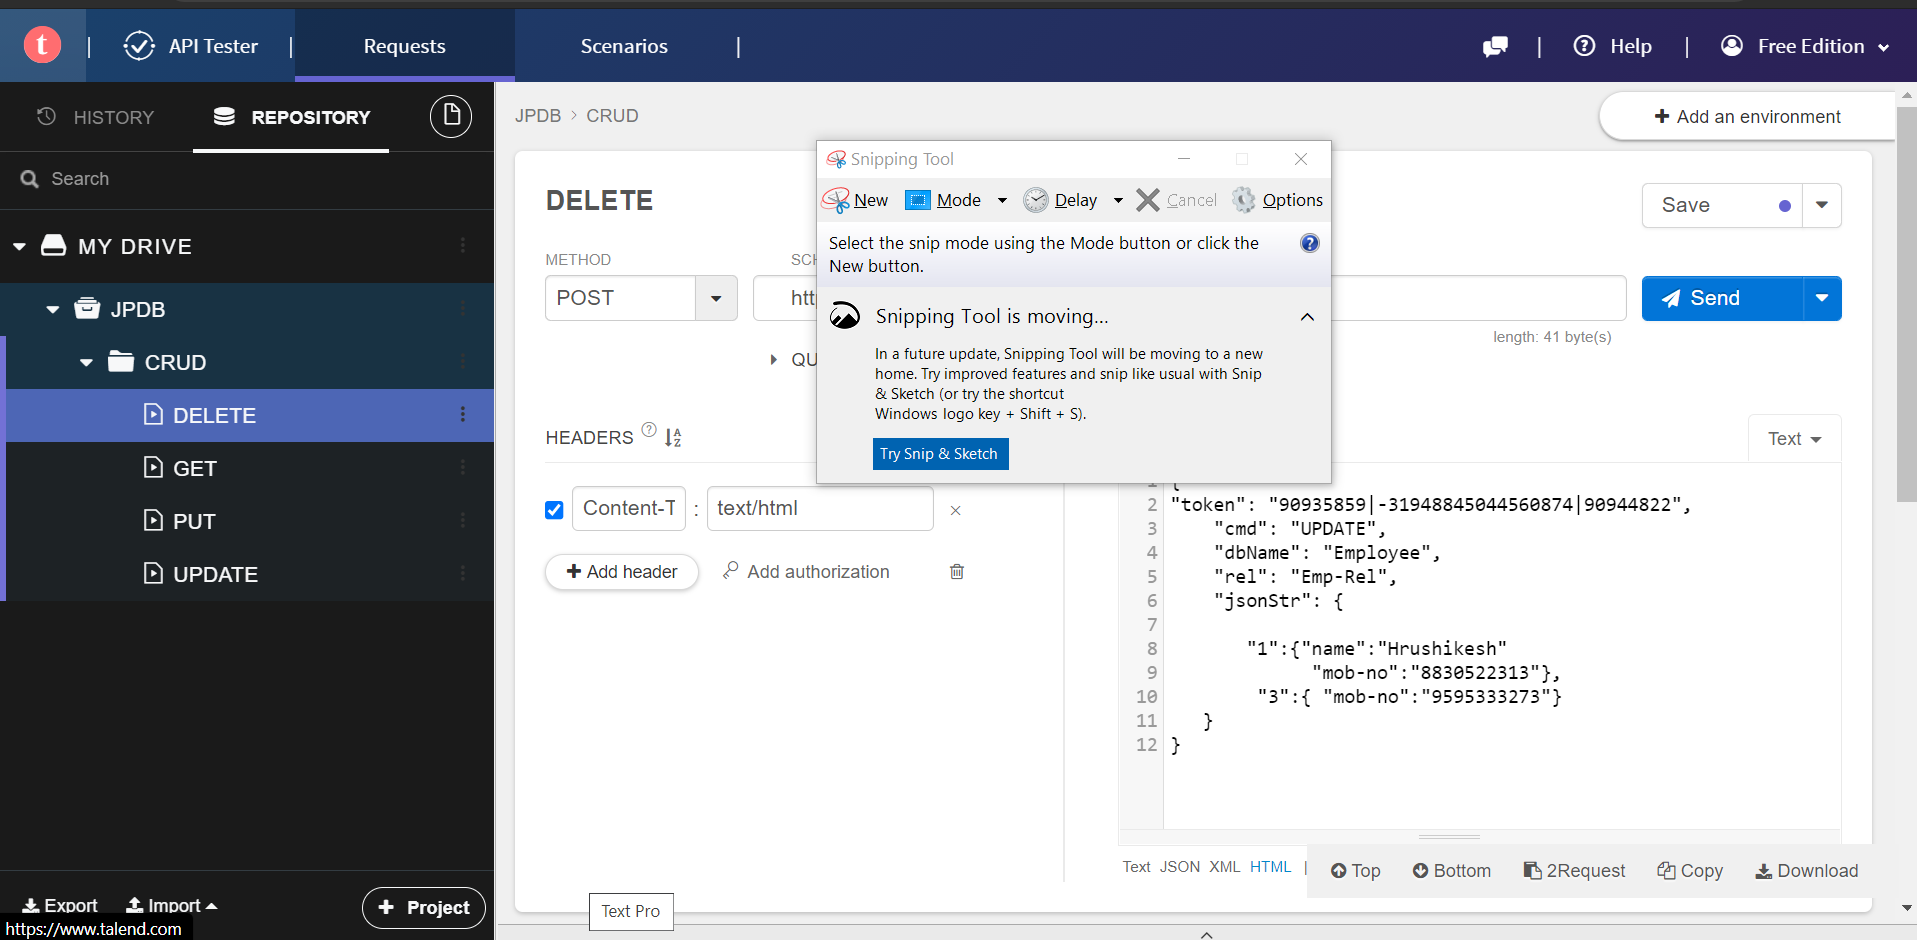 t | API Tester | Requests Scenarios | | Help | Free Edition
HISTORY REPOSITORY
Search
MY DRIVE
JPDB
CRUD
DELETE
GET
PUT
UPDATE
Export Import + Project
https://www.talend.com
JPDB > CRUD
+ Add an environment
DELETE
Save
METHOD
POST
length: 41 byte(s)
Send
HEADERS ?
Content-T : text/html ×
+ Add header Add authorization
Text Pro
Snipping Tool
New Mode Delay Cancel Options
Select the snip mode using the Mode button or click the
New button.
Snipping Tool is moving...
In a future update, Snipping Tool will be moving to a new
home. Try improved features and snip like usual with Snip
& Sketch (or try the shortcut
Windows logo key + Shift + S).
Try Snip & Sketch
Text
2 "token": "90935859|-31948845044560874|90944822",
3 "cmd": "UPDATE",
4 "dbName": "Employee",
5 "rel": "Emp-Rel",
6 "jsonStr": {
7
8 "1":{"name":"Hrushikesh"
9 "mob-no":"8830522313"},
10 "3":{ "mob-no":"9595333273"}
11 }
12 }
Text JSON XML HTML | Top Bottom 2Request Copy Download